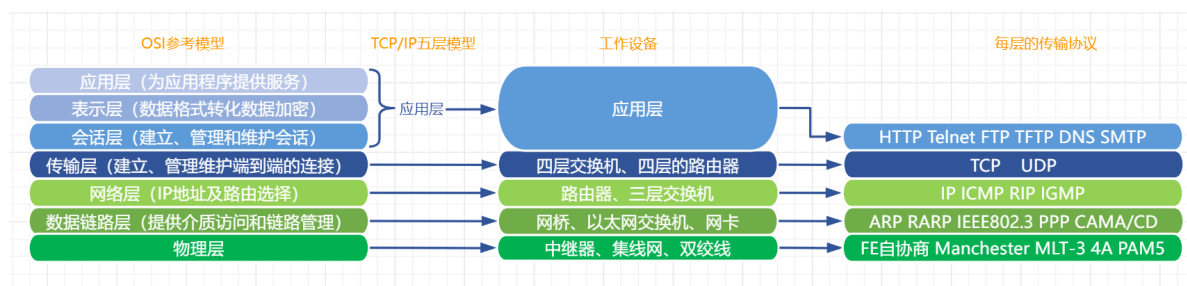 OSI参考模型 TCP/IP五层模型 工作设备 每层的传输协议
应用层（为应用程序提供服务）
表示层（数据格式转化数据加密） 应用层 应用层
会话层（建立、管理和维护会话） HTTP Telnet FTP TFTP DNS SMTP
传输层（建立、管理维护端到端的连接） 四层交换机、四层的路由器 TCP UDP
网络层（IP地址及路由选择） 路由器、三层交换机 IP ICMP RIP IGMP
数据链路层（提供介质访问和链路管理） 网桥、以太网交换机、网卡 ARP RARP IEEE802.3 PPP CAMA/CD
物理层 中继器、集线网、双绞线 FE自协商 Manchester MLT-3 4A PAM5